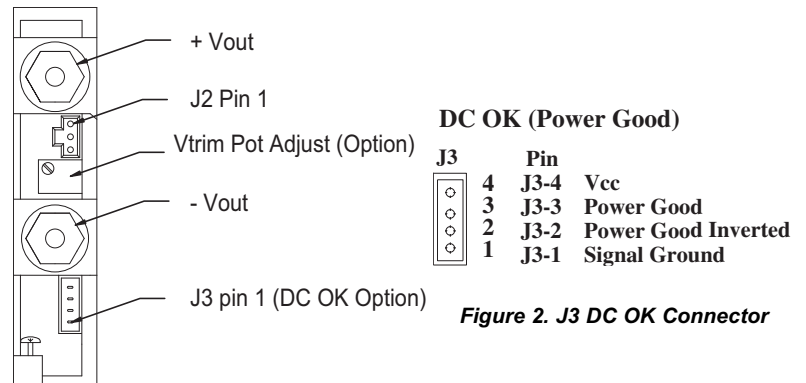 + Vout
J2 Pin 1
Vtrim Pot Adjust (Option)
- Vout
J3 pin 1 (DC OK Option)
DC OK (Power Good)
J3 Pin
4 J3-4 Vcc
3 J3-3 Power Good
2 J3-2 Power Good Inverted
1 J3-1 Signal Ground
Figure 2. J3 DC OK Connector